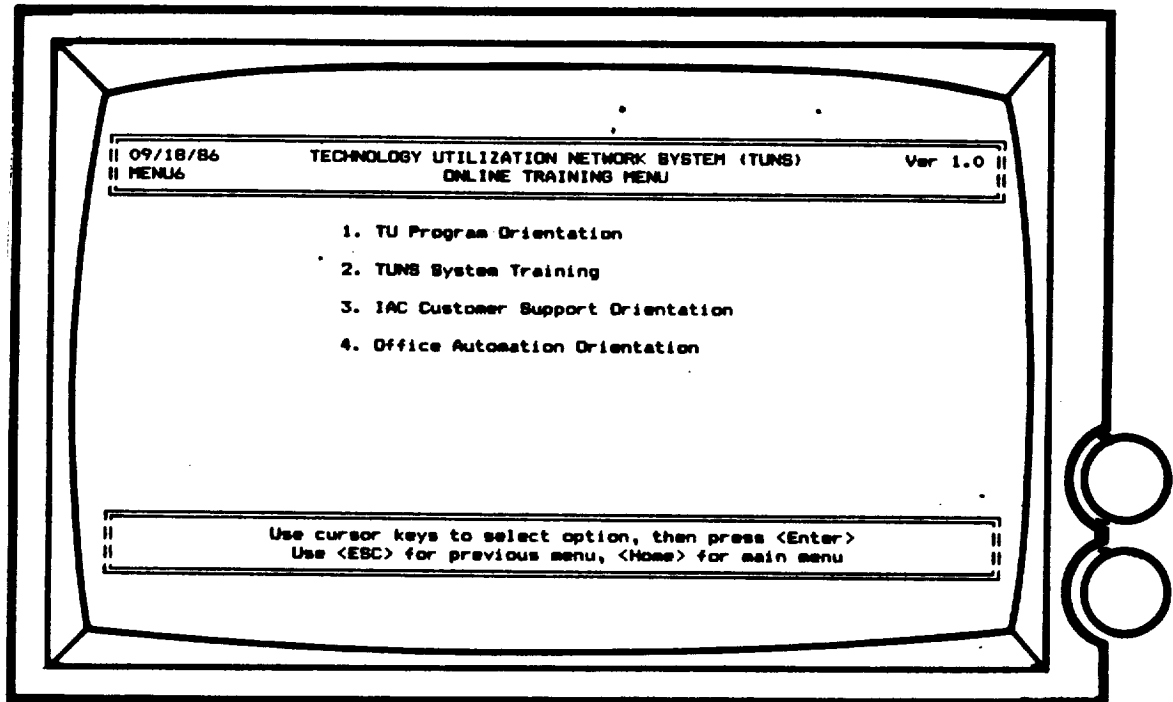 09/18/86 TECHNOLOGY UTILIZATION NETWORK SYSTEM (TUNS) Ver 1.0
MENU6 ONLINE TRAINING MENU
1. TU Program Orientation
2. TUNS System Training
3. IAC Customer Support Orientation
4. Office Automation Orientation
Use cursor keys to select option, then press <Enter>
Use <ESC> for previous menu, <Home> for main menu